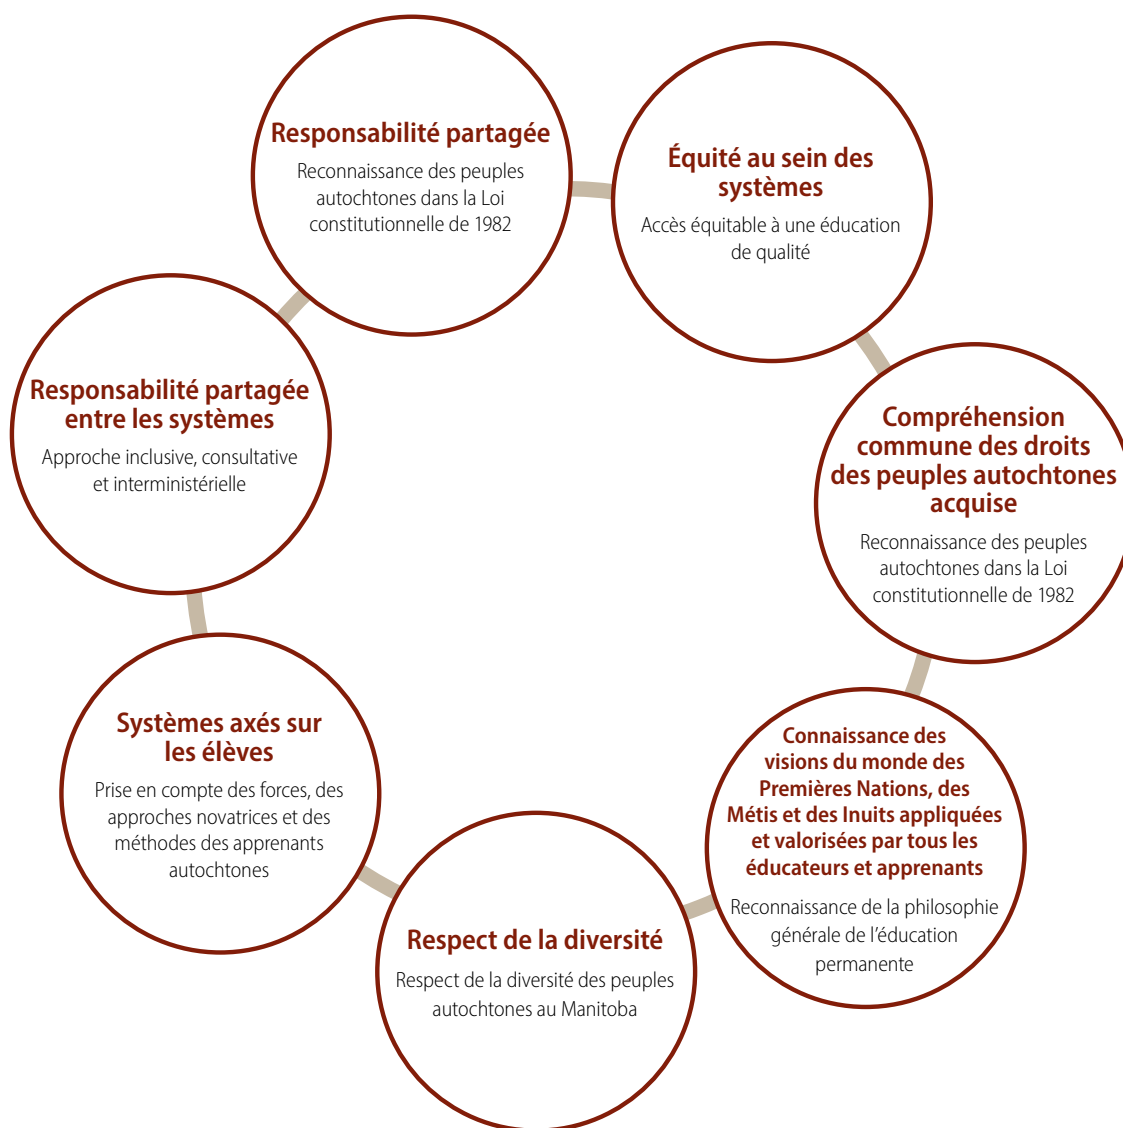 Responsabilité partagée
Reconnaissance des peuples
autochtones dans la Loi
constitutionnelle de 1982
Équité au sein des
systèmes
Accès équitable à une éducation
de qualité
Compréhension
commune des droits
des peuples autochtones
acquise
Reconnaissance des peuples
autochtones dans la Loi
constitutionnelle de 1982
Connaissance des
visions du monde des
Premières Nations, des
Métis et des Inuits appliquées
et valorisées par tous les
éducateurs et apprenants
Reconnaissance de la philosophie
générale de l'éducation
permanente
Respect de la diversité
Respect de la diversité des peuples
autochtones au Manitoba
Systèmes axés sur
les élèves
Prise en compte des forces, des
approches novatrices et des
méthodes des apprenants
autochtones
Responsabilité partagée
entre les systèmes
Approche inclusive, consultative
et interministérielle